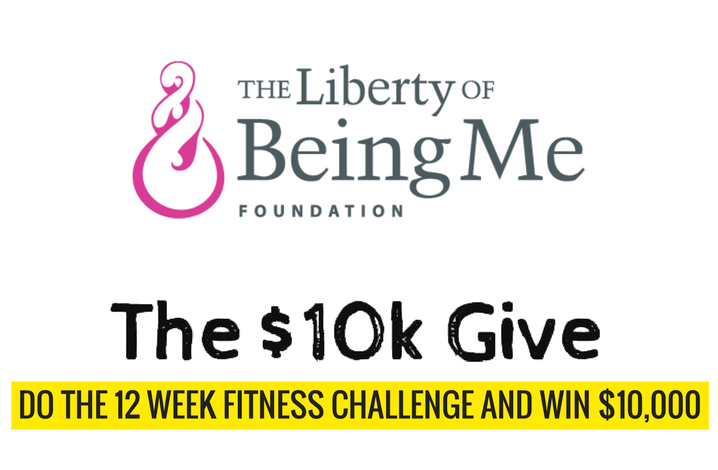 THE Liberty OF
Being Me
FOUNDATION
The $10k Give
DO THE 12 WEEK FITNESS CHALLENGE AND WIN $10,000